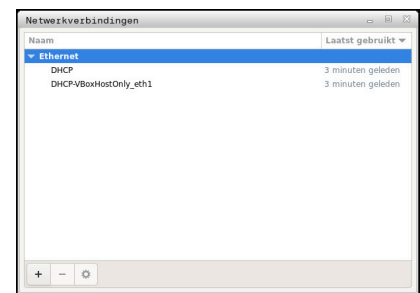 Netwerkverbindingen
Naam Laatst gebruikt
Ethernet
DHCP 3 minuten geleden
DHCP-VBoxHostOnly_eth1 3 minuten geleden